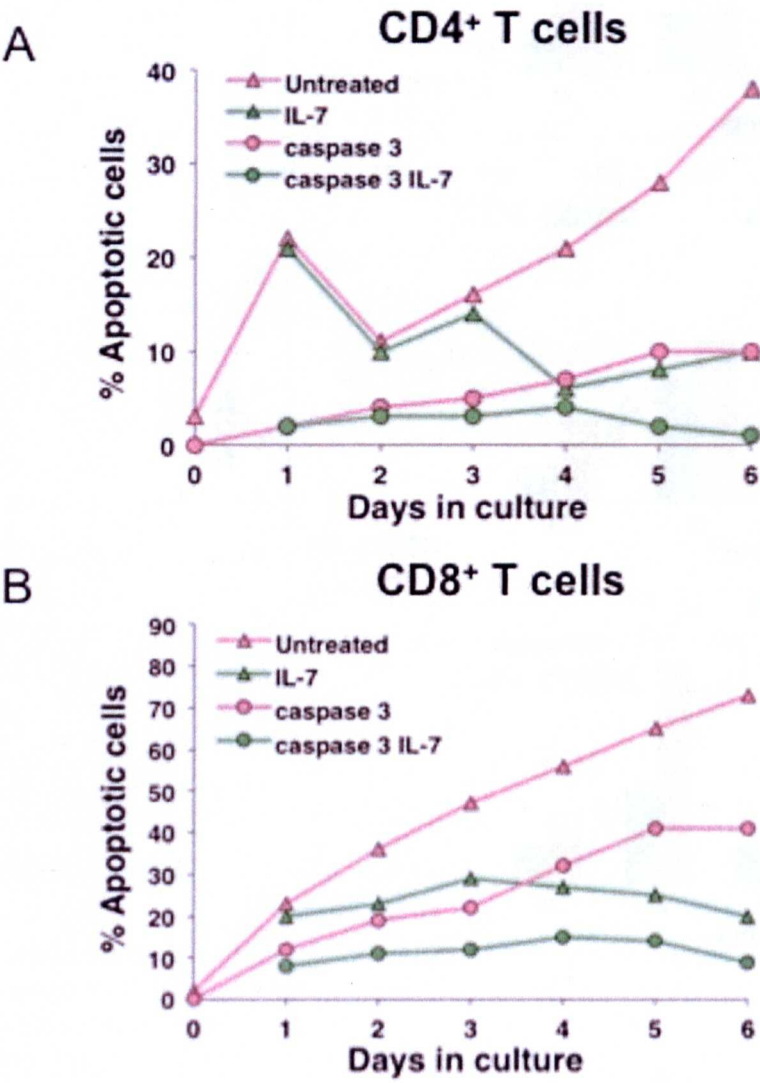 A
CD4⁺ T cells
% Apoptotic cells
40
30
20
10
0
Untreated
IL-7
caspase 3
caspase 3 IL-7
0 1 2 3 4 5 6
Days in culture
B
CD8⁺ T cells
% Apoptotic cells
90
80
70
60
50
40
30
20
10
0
Untreated
IL-7
caspase 3
caspase 3 IL-7
0 1 2 3 4 5 6
Days in culture